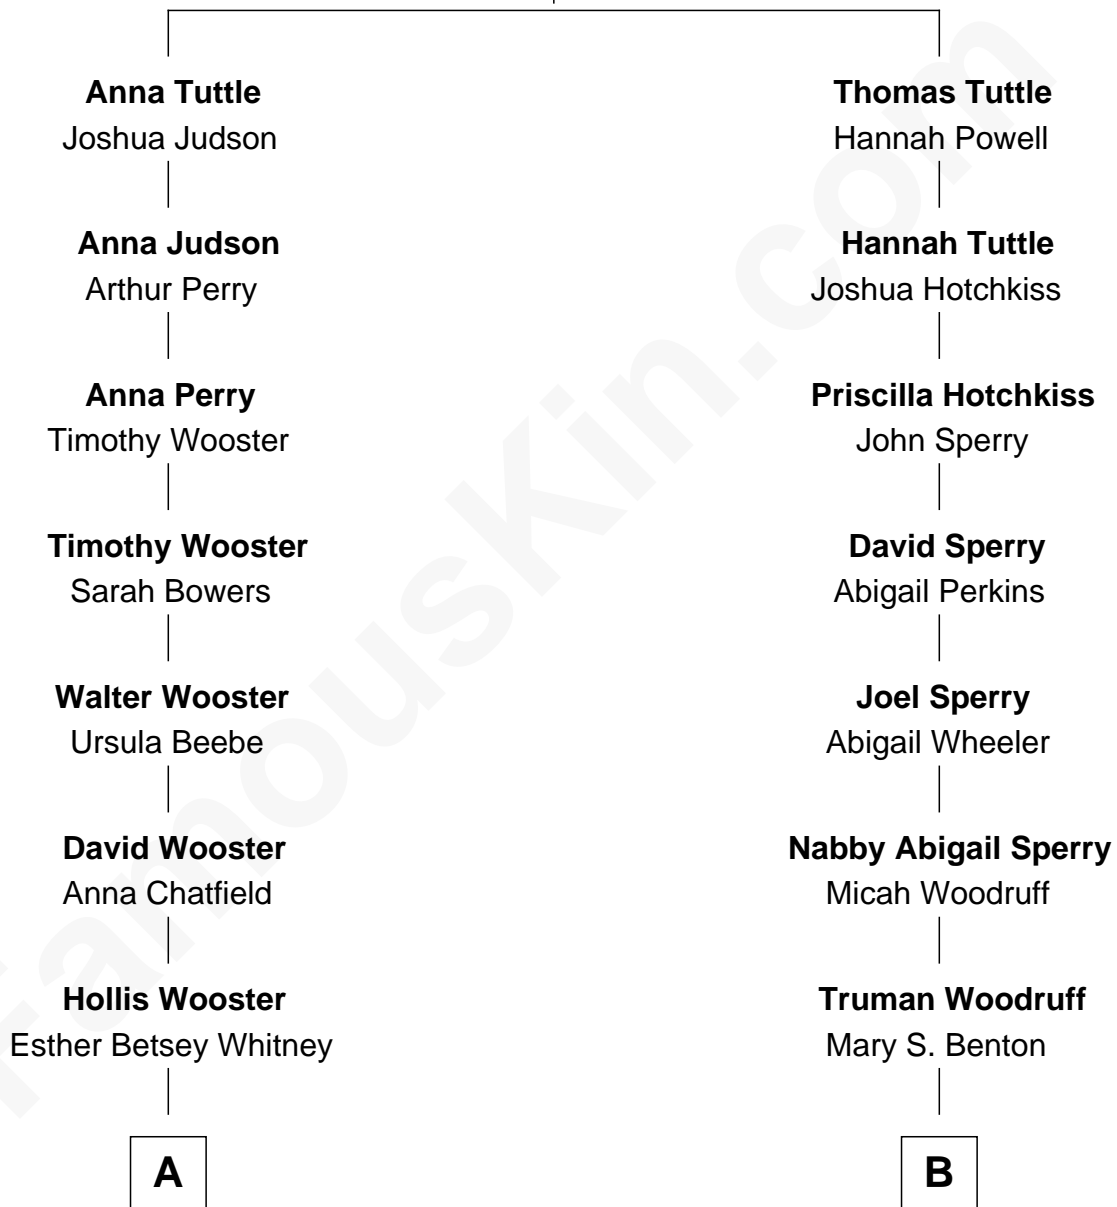 Anna Tuttle
Joshua Judson
Anna Judson
Arthur Perry
Anna Perry
Timothy Wooster
Timothy Wooster
Sarah Bowers
Walter Wooster
Ursula Beebe
David Wooster
Anna Chatfield
Hollis Wooster
Esther Betsey Whitney
A
Thomas Tuttle
Hannah Powell
Hannah Tuttle
Joshua Hotchkiss
Priscilla Hotchkiss
John Sperry
David Sperry
Abigail Perkins
Joel Sperry
Abigail Wheeler
Nabby Abigail Sperry
Micah Woodruff
Truman Woodruff
Mary S. Benton
B
FamousKin.com